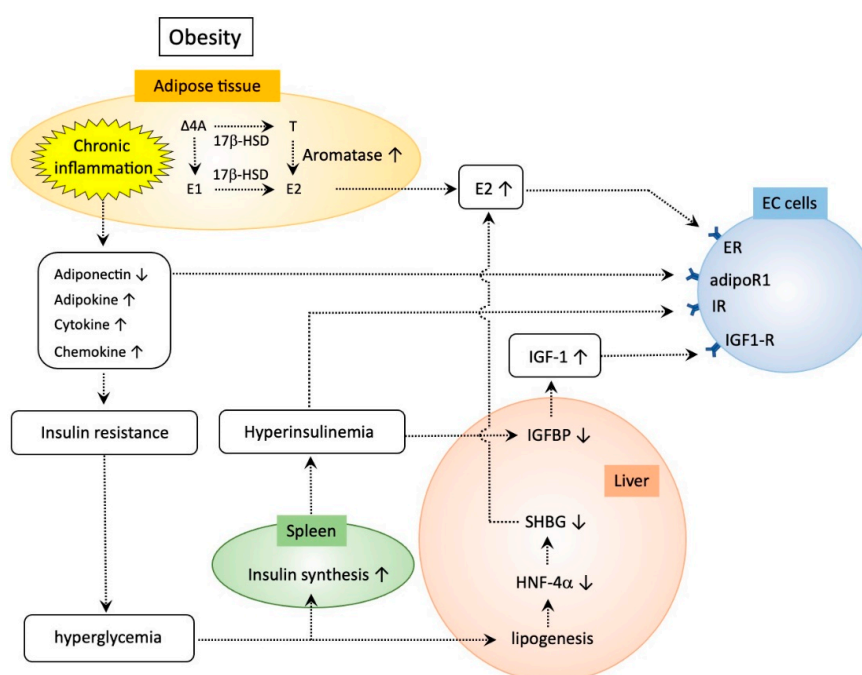 Obesity
Adipose tissue
Chronic
inflammation
Δ4A
17β-HSD
T
Aromatase ↑
E1
17β-HSD
E2
E2 ↑
EC cells
ER
adipoR1
IR
IGF1-R
Adiponectin ↓
Adipokine ↑
Cytokine ↑
Chemokine ↑
IGF-1 ↑
Insulin resistance
Hyperinsulinemia
IGFBP ↓
Liver
Spleen
Insulin synthesis ↑
SHBG ↓
HNF-4α ↓
hyperglycemia
lipogenesis